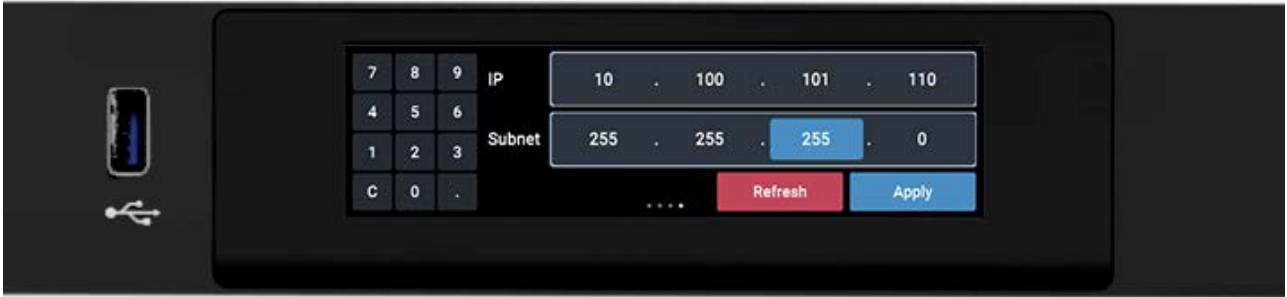 7 8 9
IP 10 . 100 . 101 . 110
4 5 6
Subnet 255 . 255 . 255 . 0
1 2 3
C 0 .
Refresh Apply